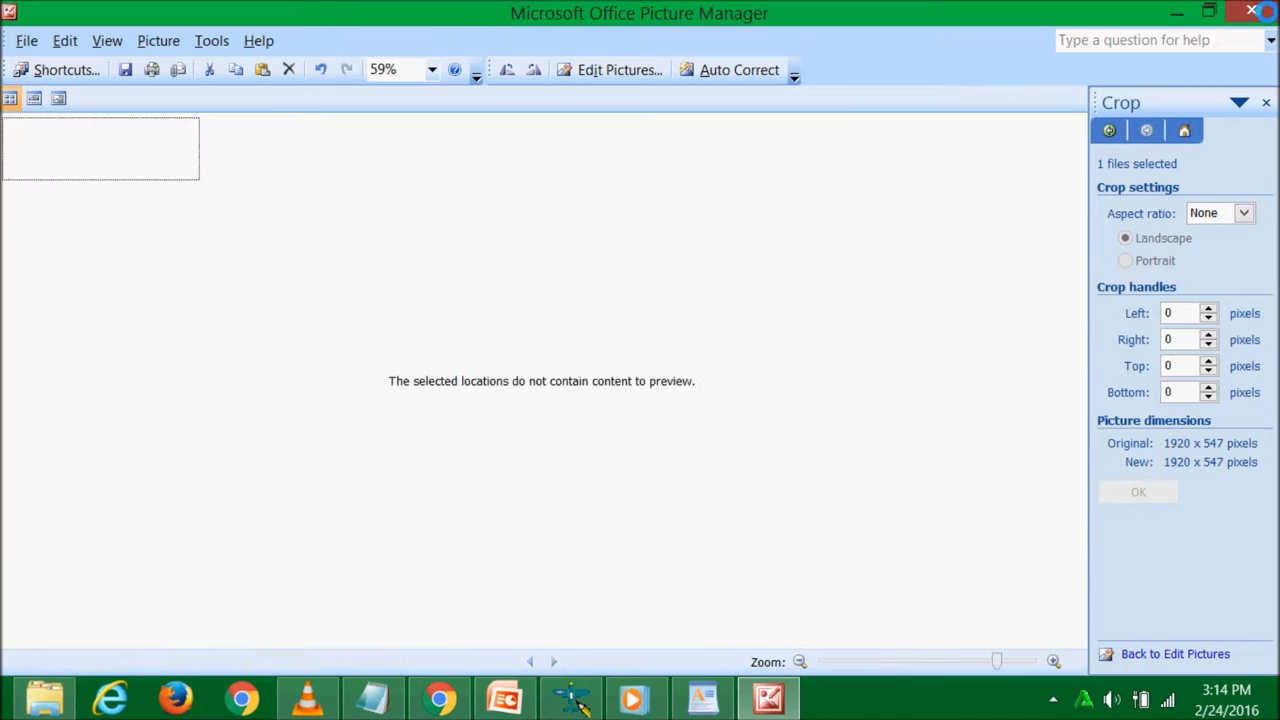 Microsoft Office Picture Manager
File Edit View Picture Tools Help
Type a question for help
Shortcuts... 59% Edit Pictures... Auto Correct
Crop
1 files selected
Crop settings
Aspect ratio: None
Landscape
Portrait
Crop handles
Left: 0 pixels
Right: 0 pixels
Top: 0 pixels
Bottom: 0 pixels
The selected locations do not contain content to preview.
Picture dimensions
Original: 1920 x 547 pixels
New: 1920 x 547 pixels
OK
Back to Edit Pictures
Zoom:
3:14 PM
2/24/2016